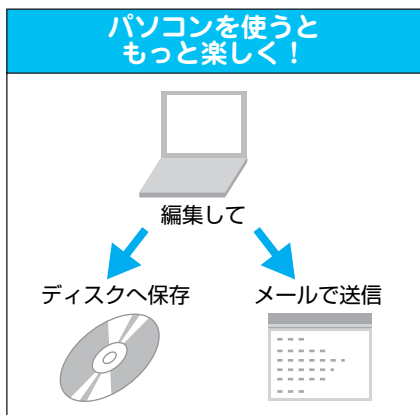 パソコンを使うと
もっと楽しく！
編集して
ディスクへ保存
メールで送信